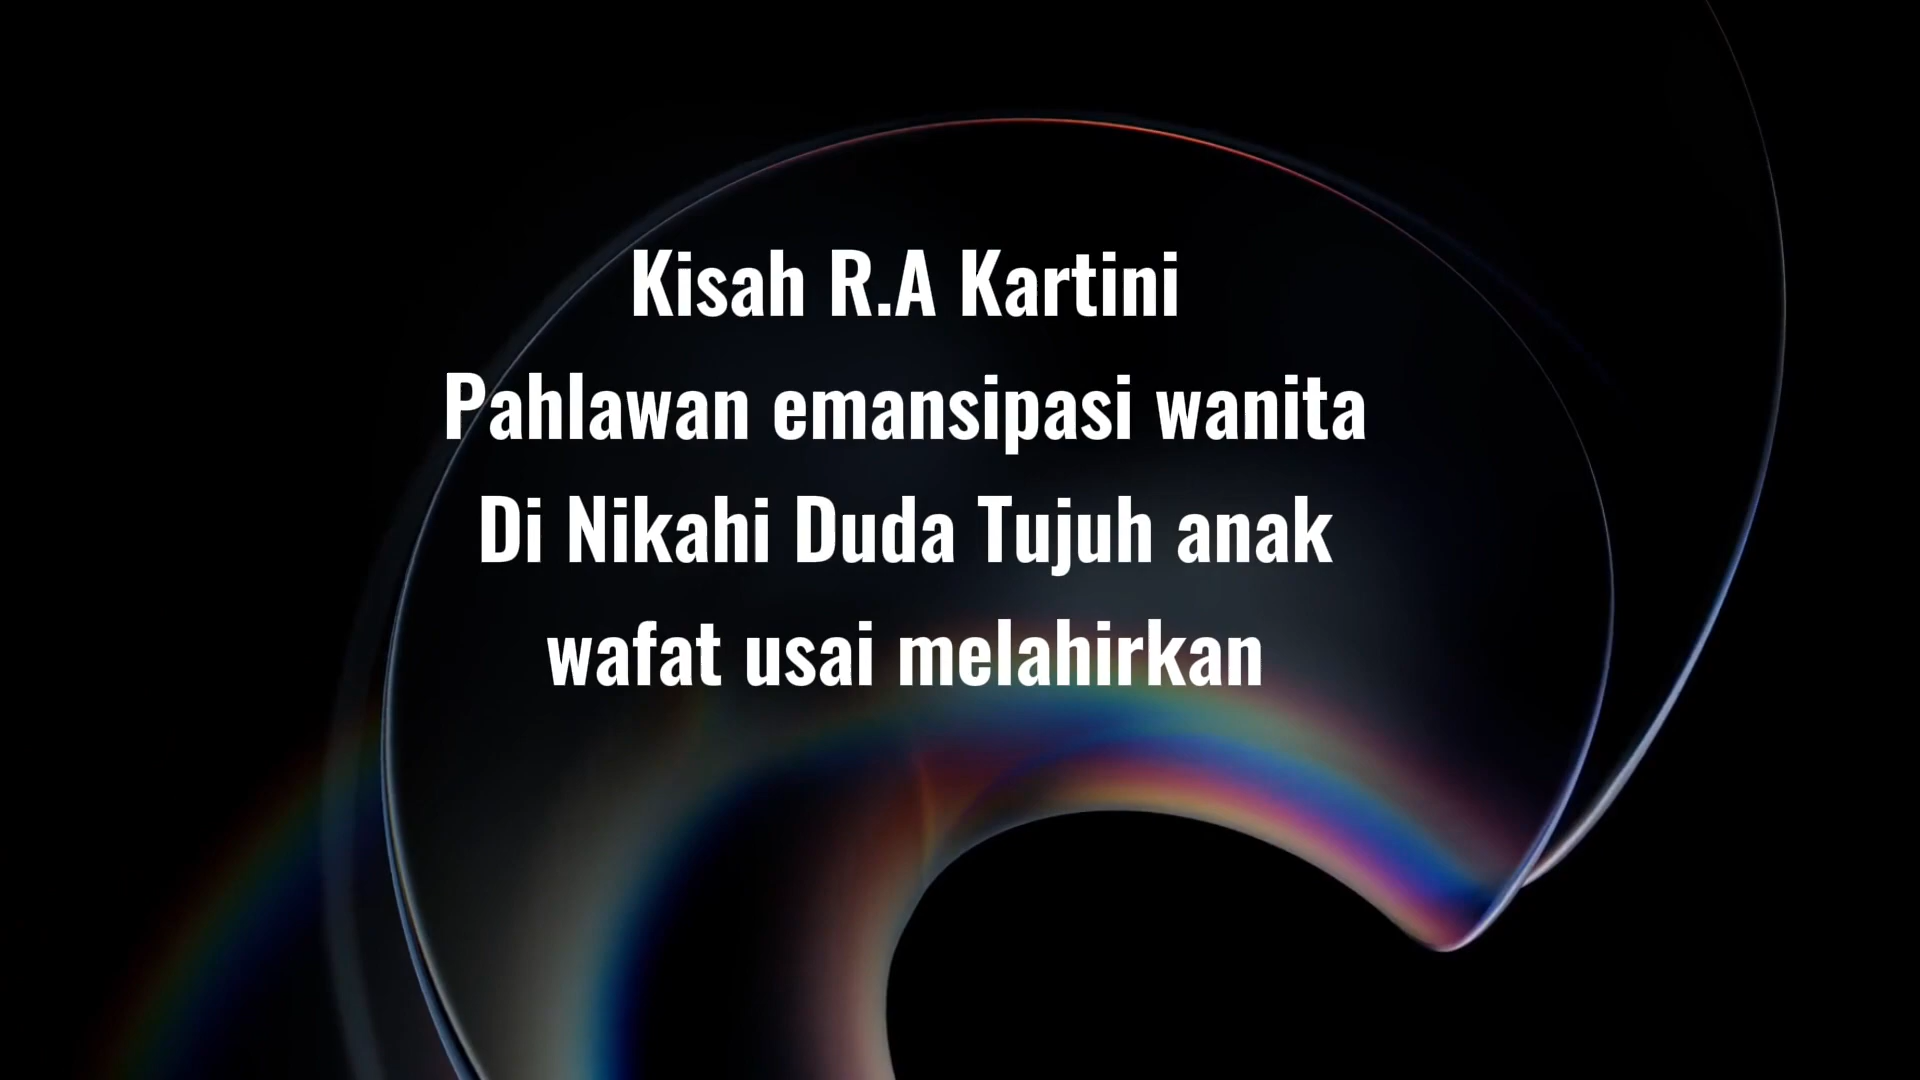 Kisah R.A Kartini
Pahlawan emansipasi wanita
Di Nikahi Duda Tujuh anak
wafat usai melahirkan